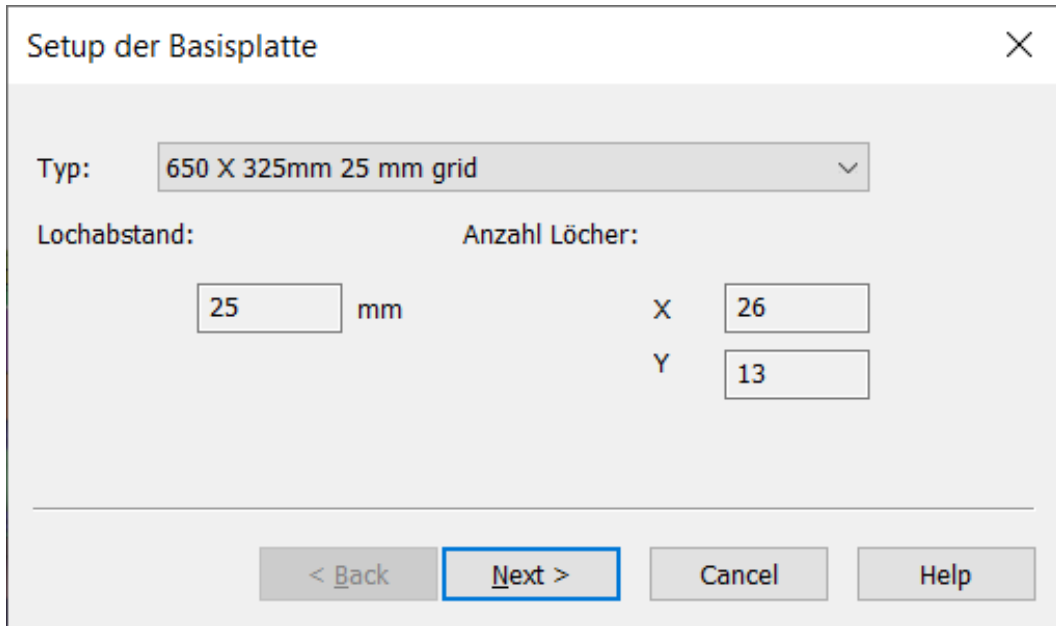 Setup der Basisplatte
Typ: 650 X 325mm 25 mm grid
Lochabstand: Anzahl Löcher:
25 mm X 26
Y 13
< Back Next > Cancel Help